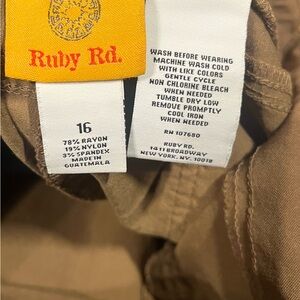 Ruby Rd.
16
78% RAYON
19% NYLON
3% SPANDEX
MADE IN
GUATEMALA
WASH BEFORE WEARING
MACHINE WASH COLD
WITH LIKE COLORS
GENTLE CYCLE
NON CHLORINE BLEACH
WHEN NEEDED
TUMBLE DRY LOW
REMOVE PROMPTLY
COOL IRON
WHEN NEEDED
RN 107680
RUBY RD.
1411 BROADWAY
NEW YORK, NY. 10018